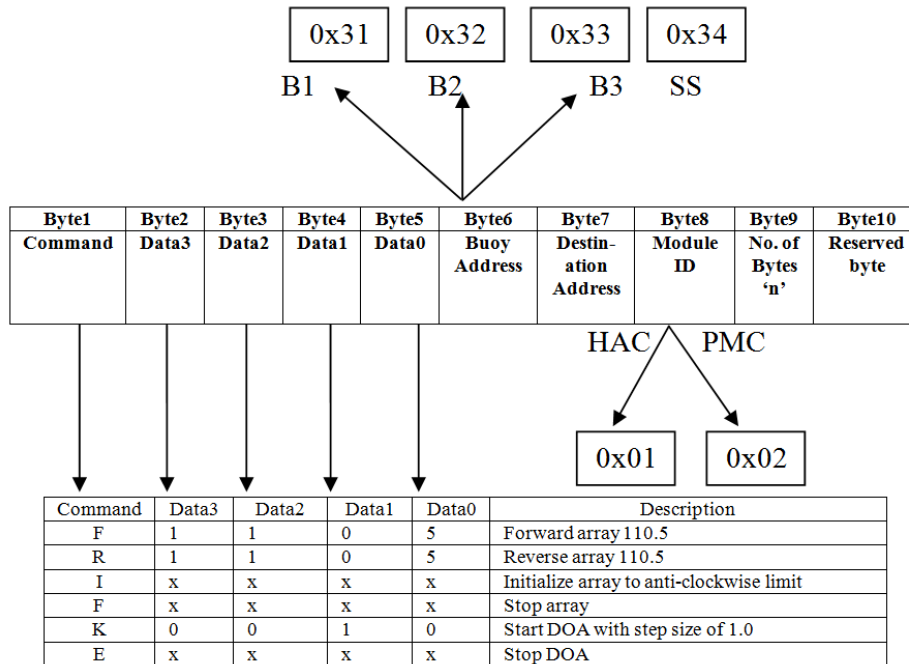 0x31 0x32 0x33 0x34
B1 B2 B3 SS
Byte1 Byte2 Byte3 Byte4 Byte5 Byte6 Byte7 Byte8 Byte9 Byte10
Command Data3 Data2 Data1 Data0 Buoy Destin- Module No. of Reserved
Address ation ID Bytes byte
Address ‘n’
HAC PMC
0x01 0x02
Command Data3 Data2 Data1 Data0 Description
F 1 1 0 5 Forward array 110.5
R 1 1 0 5 Reverse array 110.5
I x x x x Initialize array to anti-clockwise limit
F x x x x Stop array
K 0 0 1 0 Start DOA with step size of 1.0
E x x x x Stop DOA